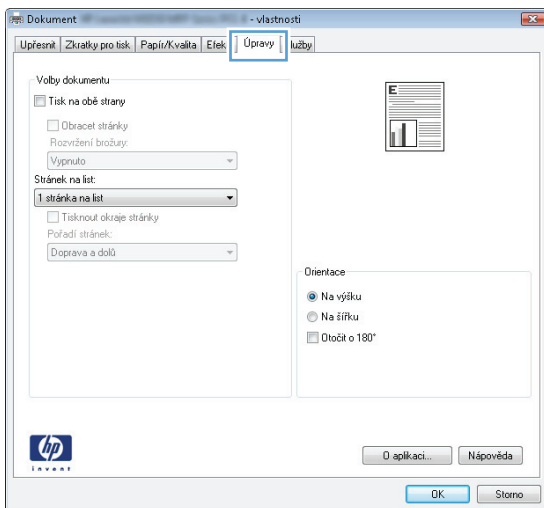 Dokument - vlastnosti
Upřesnit Zkratky pro tisk Papír/Kvalita Efek Úpravy lužby
Volby dokumentu
Tisk na obě strany
Obracet stránky
Rozvržení brožury:
Vypnuto
Stránek na list:
1 stránka na list
Tisknout okraje stránky
Pořadí stránek:
Doprava a dolů
E
Orientace
Na výšku
Na šířku
Otočit o 180°
hp
invent
O aplikaci... Nápověda
OK Storno